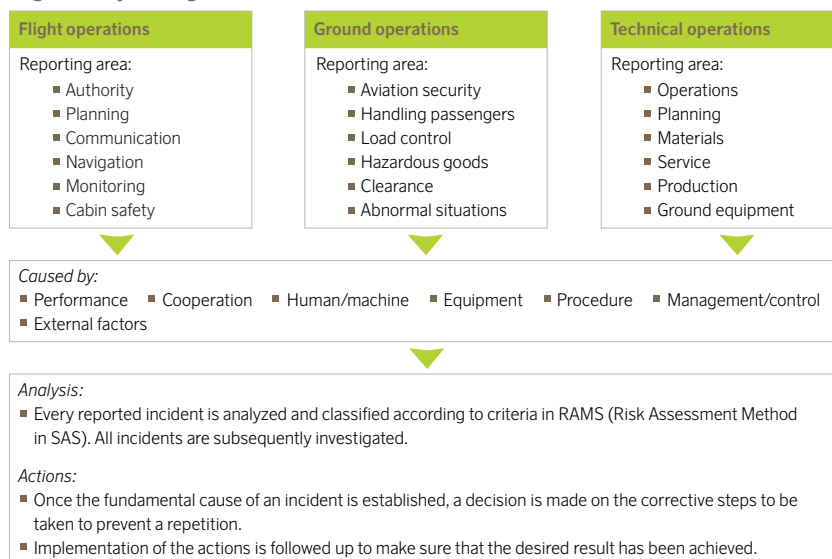 Flight operations
Reporting area:
▪ Authority
▪ Planning
▪ Communication
▪ Navigation
▪ Monitoring
▪ Cabin safety
Ground operations
Reporting area:
▪ Aviation security
▪ Handling passengers
▪ Load control
▪ Hazardous goods
▪ Clearance
▪ Abnormal situations
Technical operations
Reporting area:
▪ Operations
▪ Planning
▪ Materials
▪ Service
▪ Production
▪ Ground equipment
Caused by:
▪ Performance ▪ Cooperation ▪ Human/machine ▪ Equipment ▪ Procedure ▪ Management/control
▪ External factors
Analysis:
▪ Every reported incident is analyzed and classified according to criteria in RAMS (Risk Assessment Method
in SAS). All incidents are subsequently investigated.
Actions:
▪ Once the fundamental cause of an incident is established, a decision is made on the corrective steps to be
taken to prevent a repetition.
▪ Implementation of the actions is followed up to make sure that the desired result has been achieved.